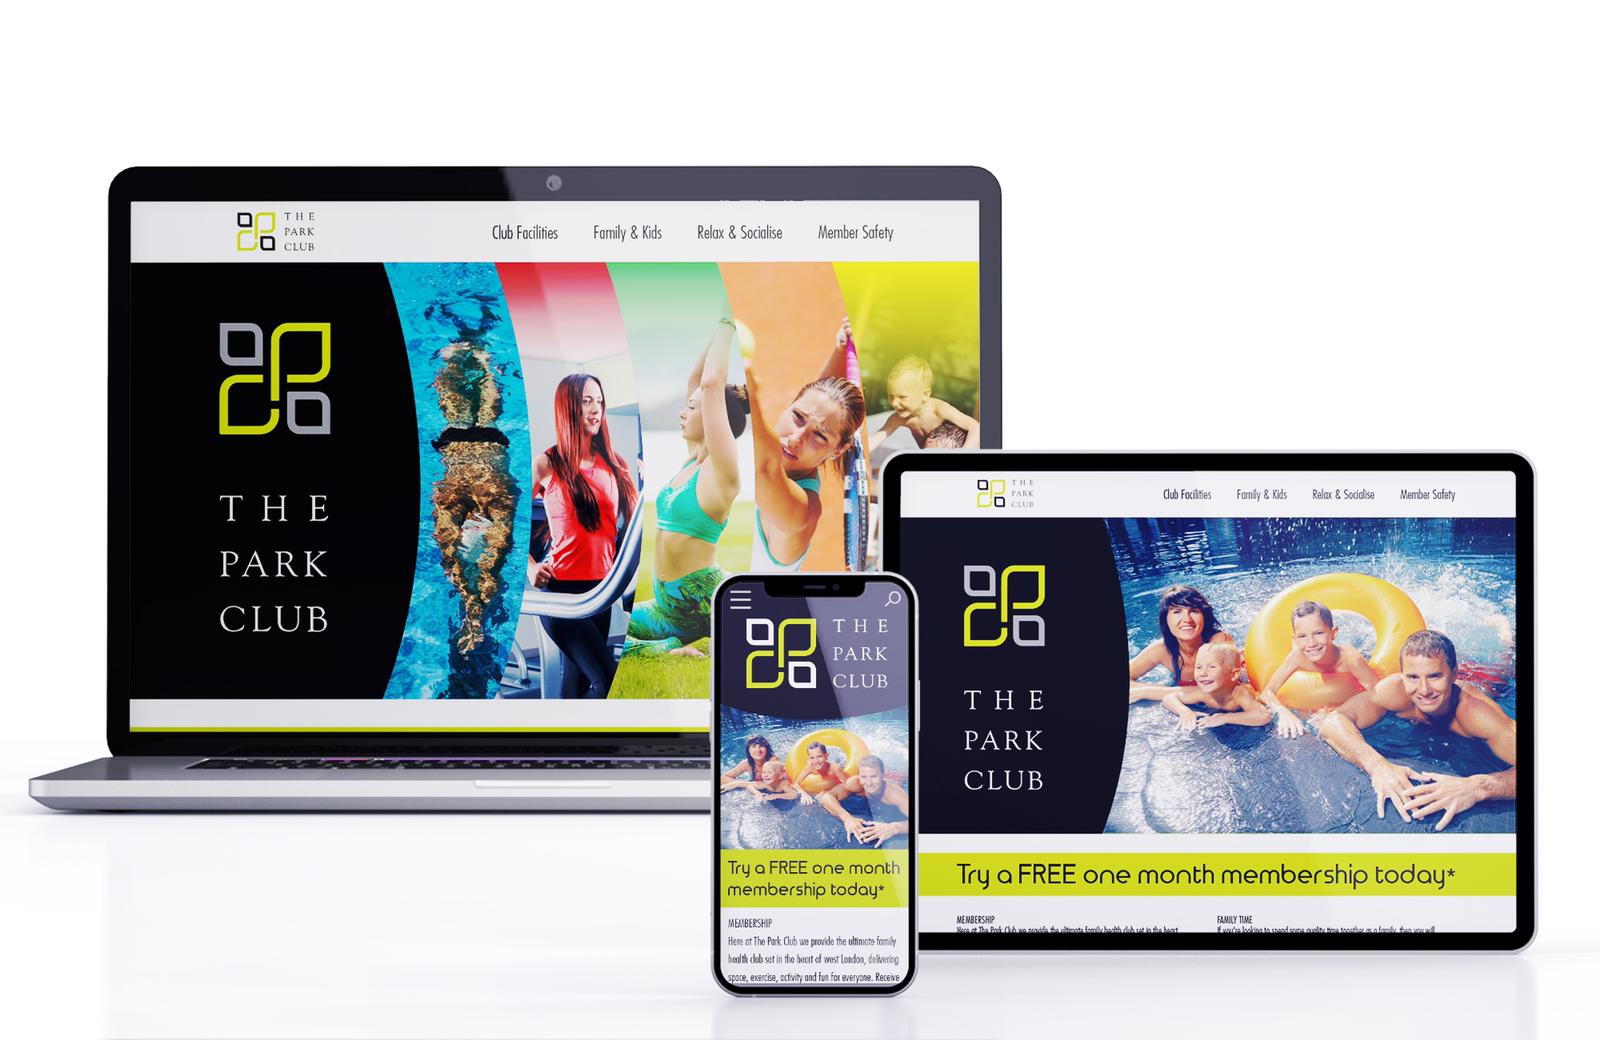 THE
PARK
CLUB
Club Facilities Family & Kids Relax & Socialise Member Safety
THE
PARK
CLUB
THE
PARK
CLUB
Club Facilities Family & Kids Relax & Socialise Member Safety
THE
PARK
CLUB
Try a FREE one month membership today*
MEMBERSHIP
Here at The Park Club we provide the ultimate family health club set in the heart
FAMILY TIME
If you're looking to spend some quality time together as a family, then you will
THE
PARK
CLUB
Try a FREE one month
membership today*
MEMBERSHIP
Here at The Park Club we provide the ultimate family
health club set in the heart of west London, delivering
space, exercise, activity and fun for everyone. Receive